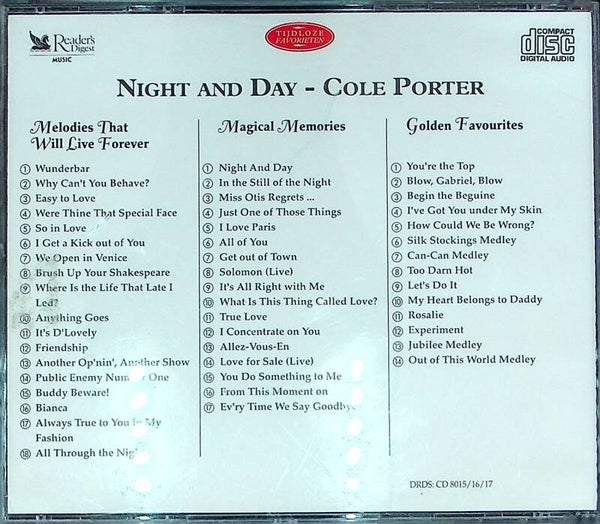 Reader's Digest
MUSIC
TIJDLOZE
FAVORIETEN
COMPACT
disc
DIGITAL AUDIO
NIGHT AND DAY - COLE PORTER
Melodies That
Will Live Forever
① Wunderbar
② Why Can't You Behave?
③ Easy to Love
④ Were Thine That Special Face
⑤ So in Love
⑥ I Get a Kick out of You
⑦ We Open in Venice
⑧ Brush Up Your Shakespeare
⑨ Where Is the Life That Late I
Led?
⑩ Anything Goes
⑪ It's D'Lovely
⑫ Friendship
⑬ Another Op'nin', Another Show
⑭ Public Enemy Number One
⑮ Buddy Beware!
⑯ Bianca
⑰ Always True to You in My
Fashion
⑱ All Through the
Magical Memories
① Night And Day
② In the Still of the Night
③ Miss Otis Regrets ...
④ Just One of Those Things
⑤ I Love Paris
⑥ All of You
⑦ Get out of Town
⑧ Solomon (Live)
⑨ It's All Right with Me
⑩ What Is This Thing Called Love?
⑪ True Love
⑫ I Concentrate on You
⑬ Allez-Vous-En
⑭ Love for Sale (Live)
⑮ You Do Something to Me
⑯ From This Moment on
⑰ Ev'ry Time We Say Goodbye
Golden Favourites
① You're the Top
② Blow, Gabriel, Blow
③ Begin the Beguine
④ I've Got You under My Skin
⑤ How Could We Be Wrong?
⑥ Silk Stockings Medley
⑦ Can-Can Medley
⑧ Too Darn Hot
⑨ Let's Do It
⑩ My Heart Belongs to Daddy
⑪ Rosalie
⑫ Experiment
⑬ Jubilee Medley
⑭ Out of This World Medley
DRDS: CD 8015/16/17